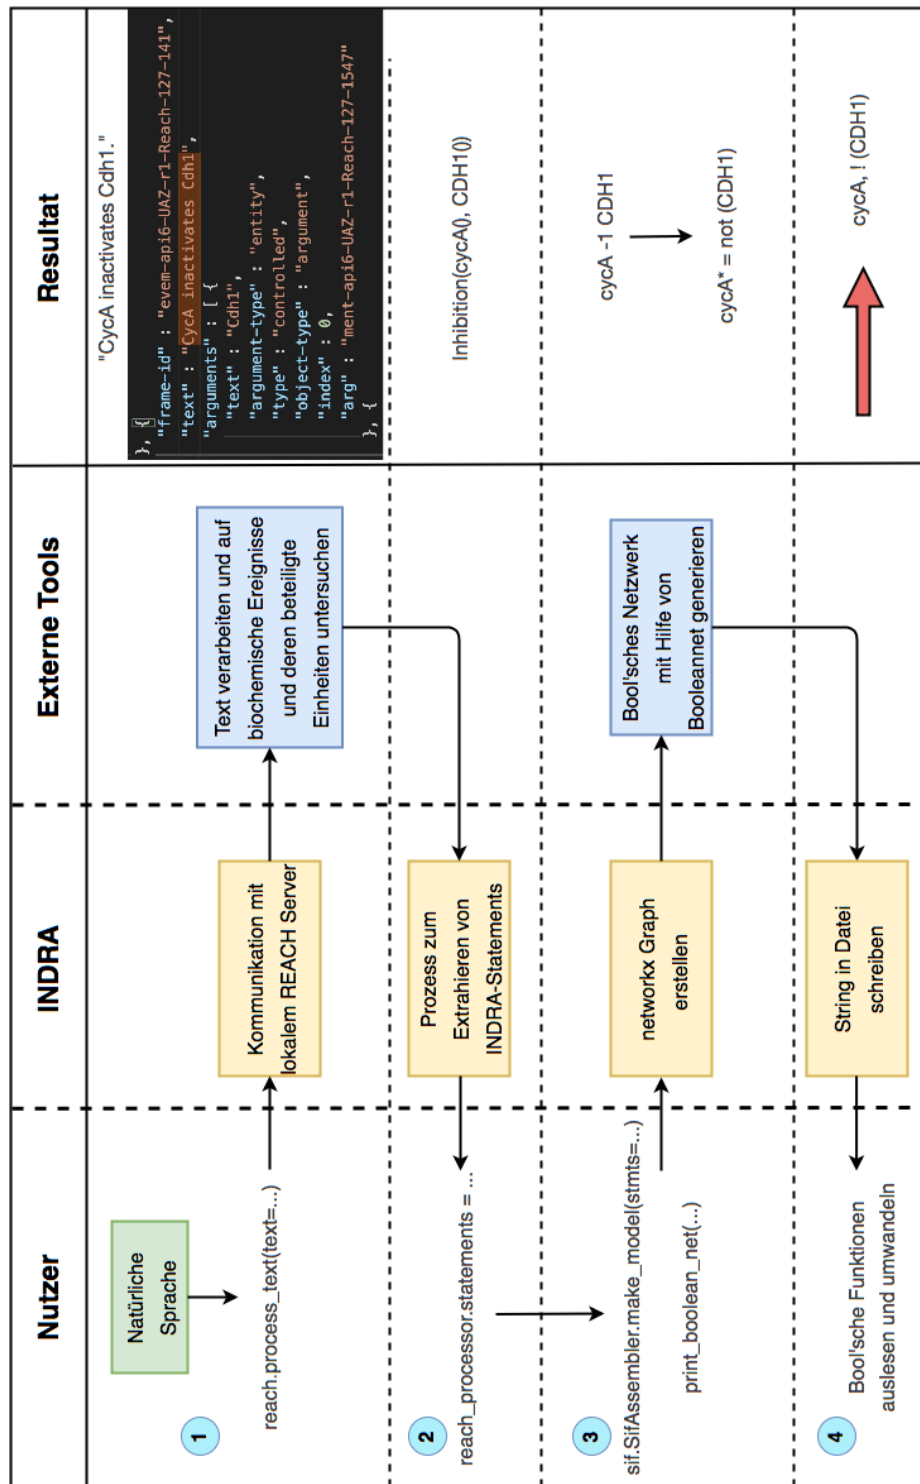 Nutzer
INDRA
Externe Tools
Resultat
1
Natürliche
Sprache
reach.process_text(text=...)
Kommunikation mit
lokalem REACH Server
Text verarbeiten und auf
biochemische Ereignisse
und deren beteiligte
Einheiten untersuchen
"CycA inactivates Cdh1."
}, {
"frame-id" : "evem-api6-UAZ-r1-Reach-127-141",
"text" : "CycA inactivates Cdh1",
"arguments" : [ {
"text" : "Cdh1",
"argument-type" : "entity",
"type" : "controlled",
"object-type" : "argument",
"index" : 0,
"arg" : "ment-api6-UAZ-r1-Reach-127-1547"
}, {
2
reach_processor.statements = ...
Prozess zum
Extrahieren von
INDRA-Statements
Inhibition(cycA(), CDH1())
3
sif.SifAssembler.make_model(stmts=...)
print_boolean_net(...)
networkx Graph
erstellen
Bool'sches Netzwerk
mit Hilfe von
Booleannet generieren
cycA -1 CDH1
cycA* = not (CDH1)
4
Bool'sche Funktionen
auslesen und umwandeln
String in Datei
schreiben
cycA, ! (CDH1)